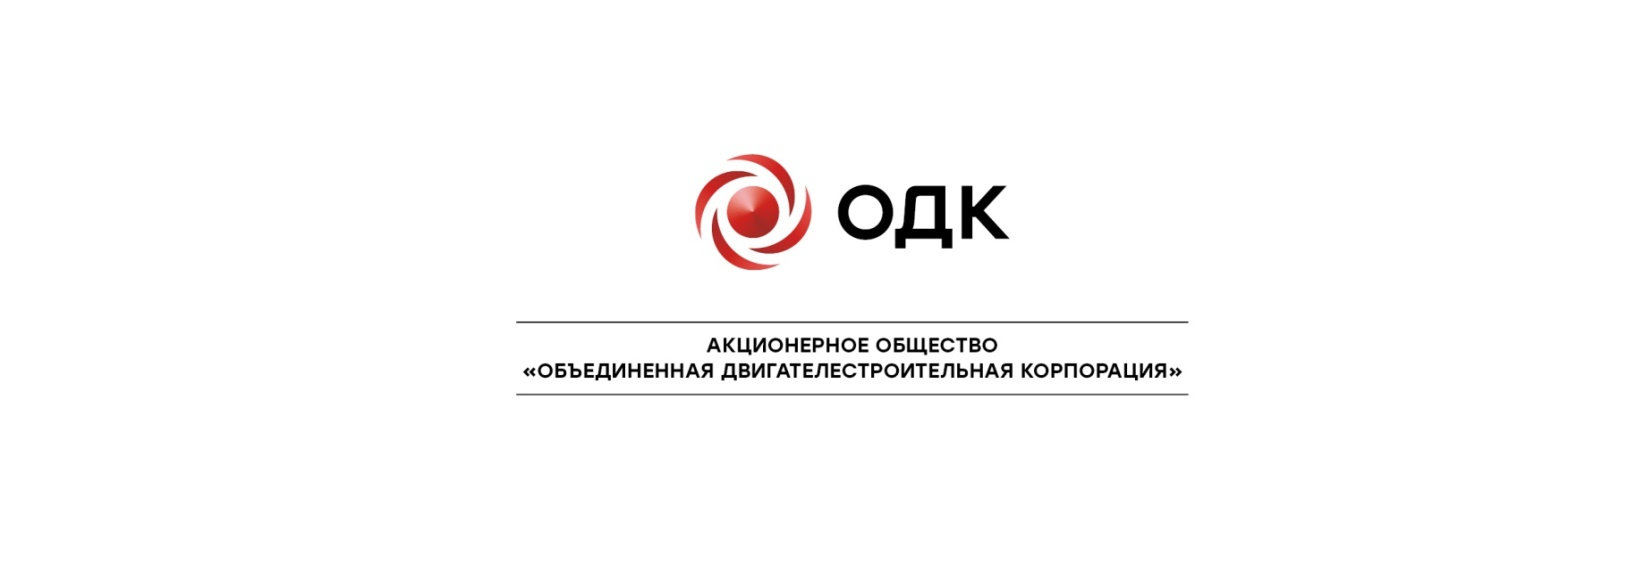 ОДК
АКЦИОНЕРНОЕ ОБЩЕСТВО
«ОБЪЕДИНЕННАЯ ДВИГАТЕЛЕСТРОИТЕЛЬНАЯ КОРПОРАЦИЯ»